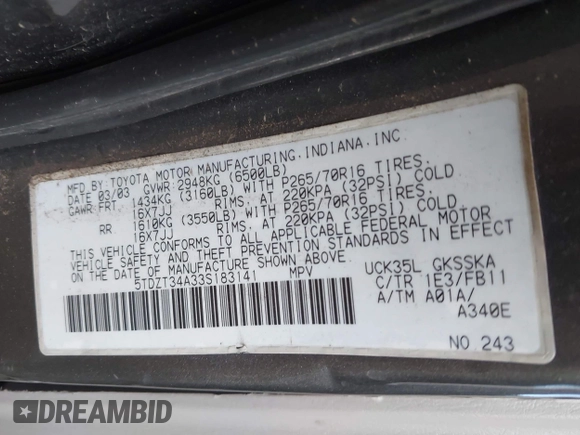 MFD.BY:TOYOTA MOTOR MANUFACTURING,INDIANA,INC
DATE 03/03 GVWR:2948KG (6500LB)
GAWR:FRT: 1434KG (3160LB) WITH P265/70R16 TIRES.
16X7JJ RIMS. AT 220KPA (32PSI) COLD
RR 1610KG (3550LB) WITH P265/70R16 TIRES.
16X7JJ RIMS. AT 220KPA (32PSI) COLD
THIS VEHICLE CONFORMS TO ALL APPLICABLE FEDERAL MOTOR
VEHICLE SAFETY AND THEFT PREVENTION STANDARDS IN EFFECT
ON THE DATE OF MANUFACTURE SHOWN ABOVE.
5TDZT34A33S183141 MPV
UCK35L GKSSKA
C/TR 1E3/FB11
A/TM A01A/
A340E
NO 243
DREAMBID